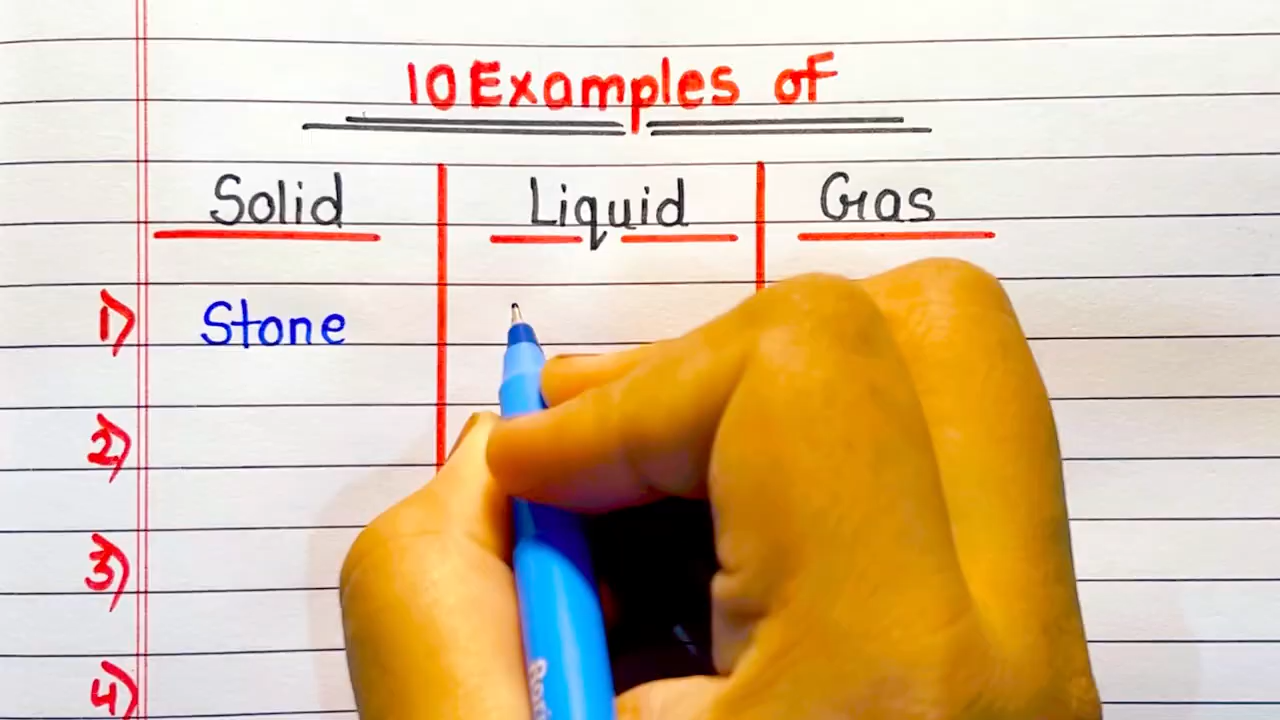 10 Examples of
Solid Liquid Gas
1) Stone
2)
3)
4)